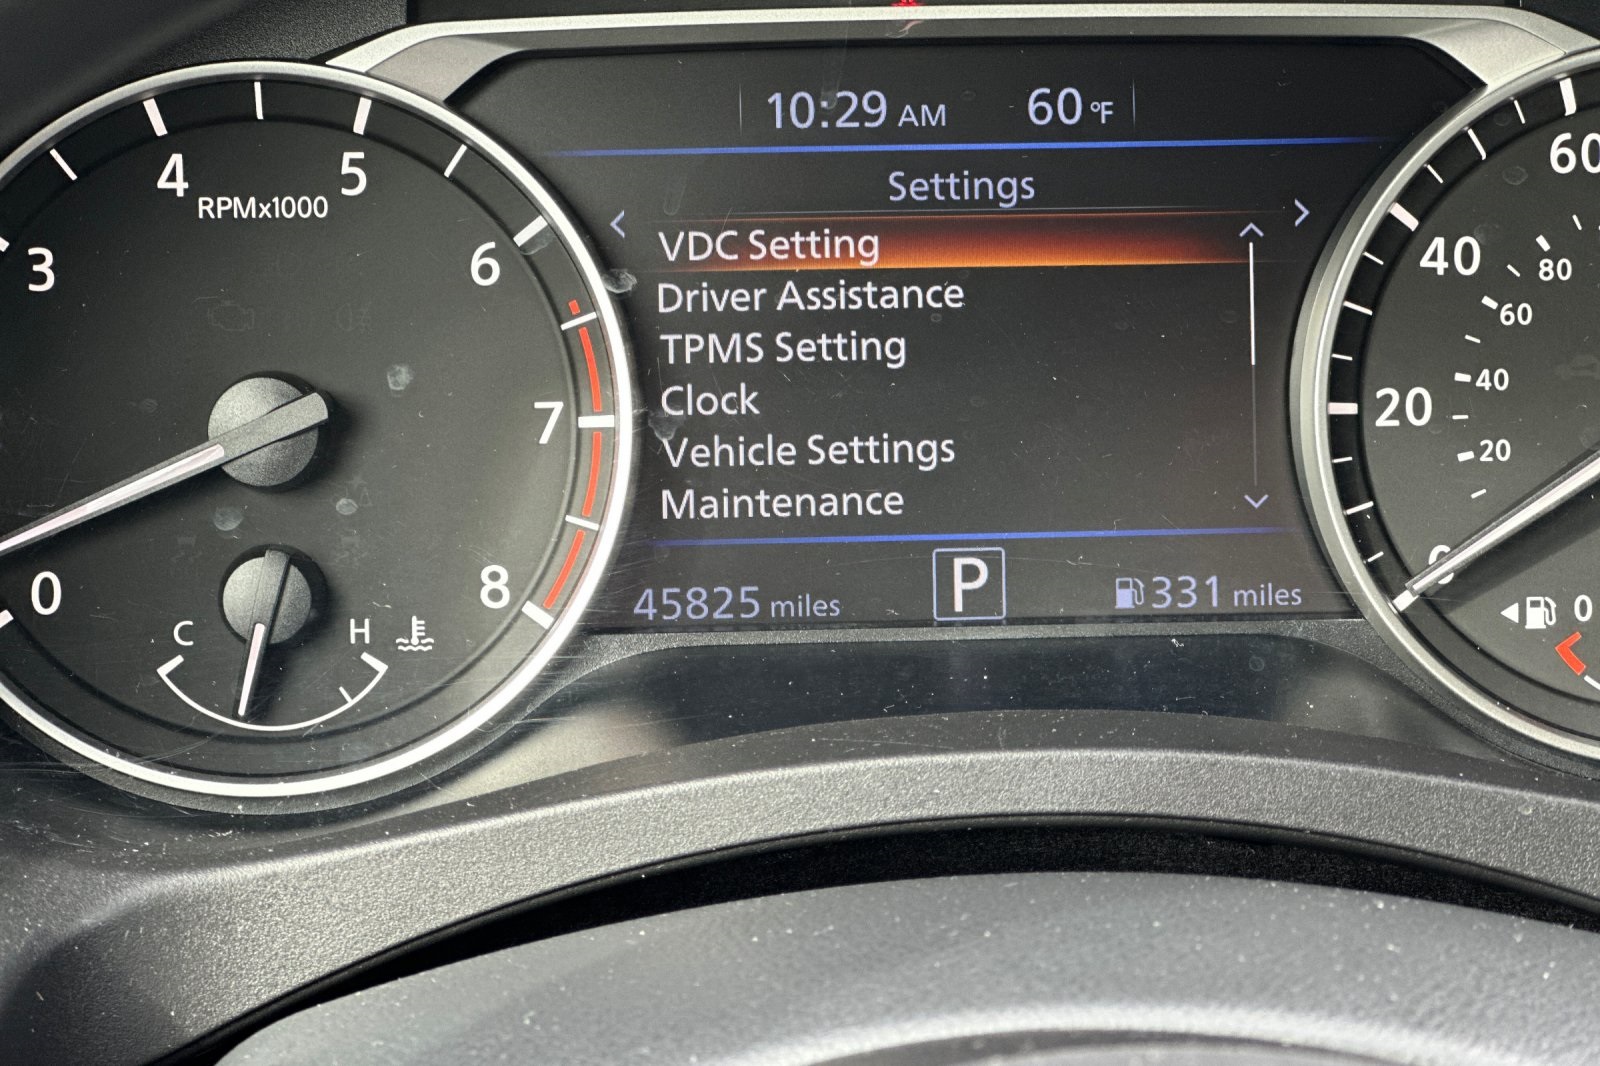 10:29 AM 60 °F
Settings
VDC Setting
Driver Assistance
TPMS Setting
Clock
Vehicle Settings
Maintenance
45825 miles P 331 miles
0
3
4
5
6
7
8
RPMx1000
C H
0
20
40
60
20
40
60
80
0